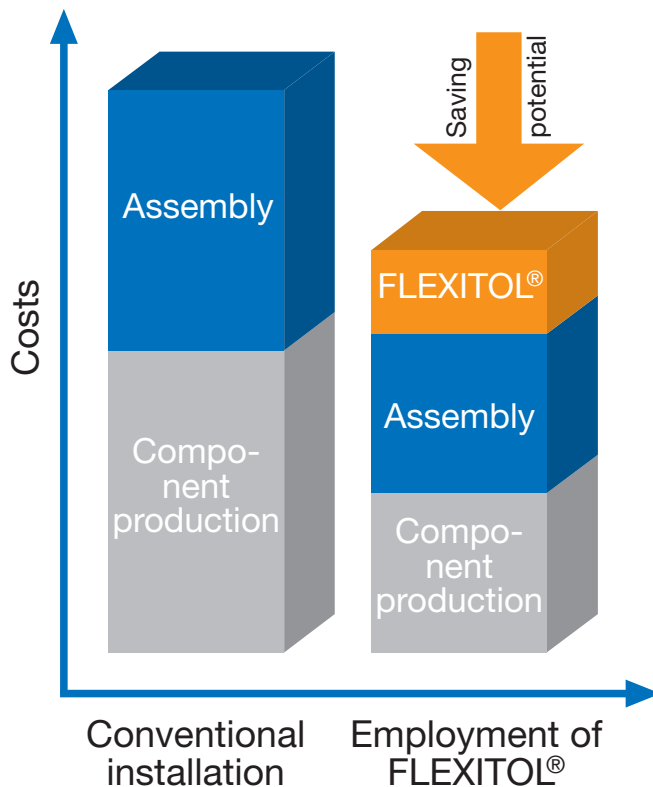 Costs
Assembly
Compo-
nent
production
Saving
potential
FLEXITOL®
Assembly
Compo-
nent
production
Conventional
installation
Employment of
FLEXITOL®